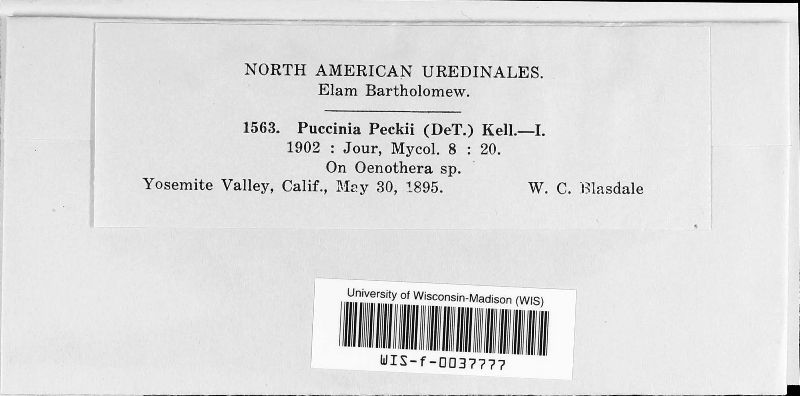 NORTH AMERICAN UREDINALES.
Elam Bartholomew.
1563. Puccinia Peckii (DeT.) Kell.—I.
1902 : Jour, Mycol. 8 : 20.
On Oenothera sp.
Yosemite Valley, Calif., May 30, 1895. W. C. Blasdale
University of Wisconsin-Madison (WIS)
WIS-f-0037777